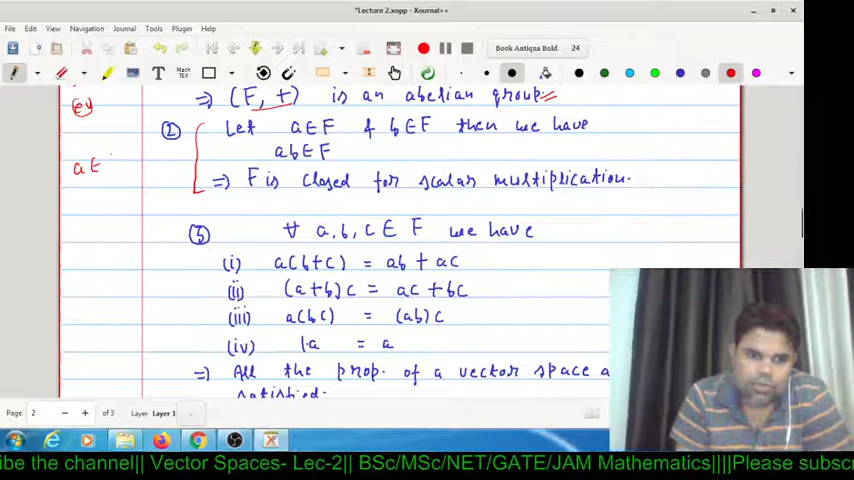 *Lecture 2.xopp - Xournal++
File Edit View Navigation Journal Tools Plugin Help
Book Antiqua Bold 24
⇒ (F, +) is an abelian group.
② Let a∈F & b∈F then we have
ab∈F
a∈
⇒ F is closed for scalar multiplication.
③ ∀ a,b,c∈F we have
(i) a(b+c) = ab + ac
(ii) (a+b)c = ac + bc
(iii) a(bc) = (ab)c
(iv) 1.a = a
⇒ All the prop. of a vector space a
satisfied.
Page 2 of 3 Layer Layer 1
ibe the channel|| Vector Spaces- Lec-2|| BSc/MSc/NET/GATE/JAM Mathematics||||Please subsc